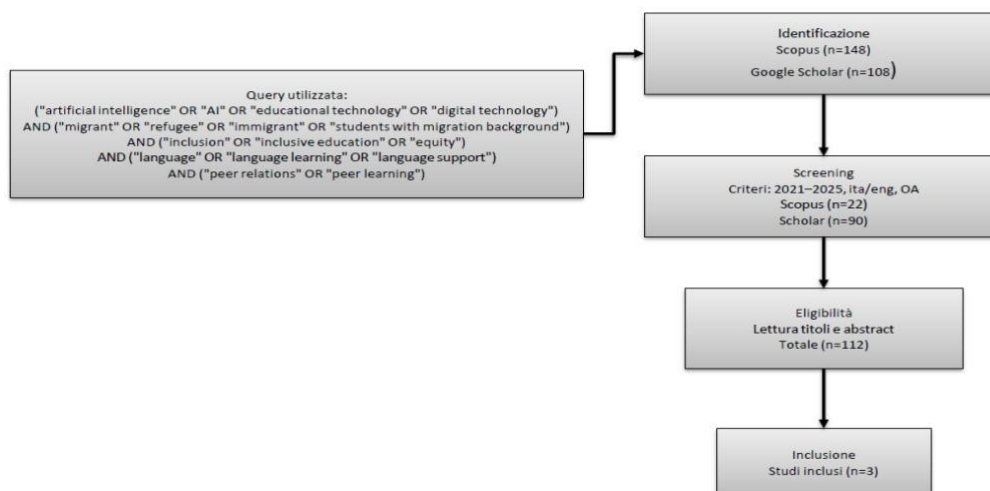 Query utilizzata:
("artificial intelligence" OR "AI" OR "educational technology" OR "digital technology")
AND ("migrant" OR "refugee" OR "immigrant" OR "students with migration background")
AND ("inclusion" OR "inclusive education" OR "equity")
AND ("language" OR "language learning" OR "language support")
AND ("peer relations" OR "peer learning")
Identificazione
Scopus (n=148)
Google Scholar (n=108)
Screening
Criteri: 2021–2025, ita/eng, OA
Scopus (n=22)
Scholar (n=90)
Eligibilità
Lettura titoli e abstract
Totale (n=112)
Inclusione
Studi inclusi (n=3)